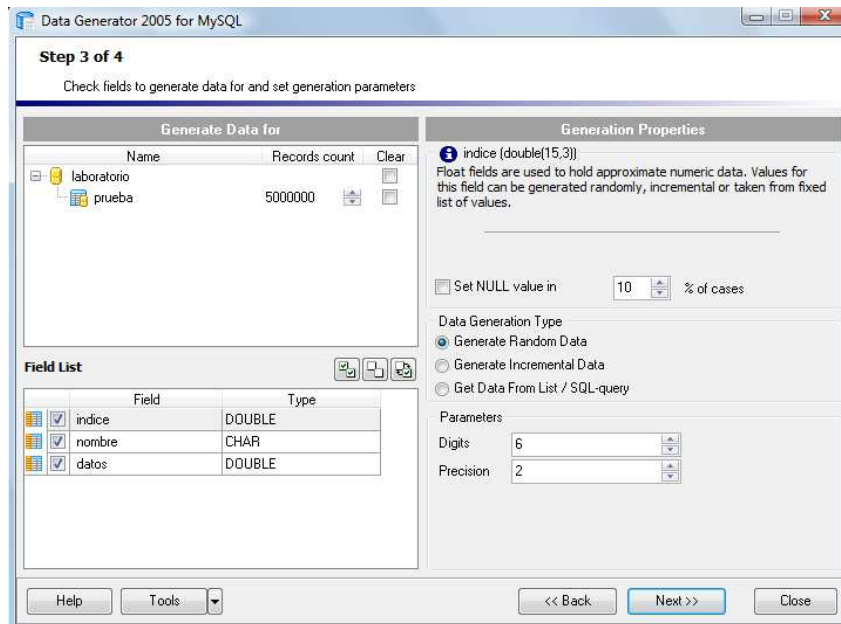 Data Generator 2005 for MySQL
Step 3 of 4
Check fields to generate data for and set generation parameters
Generate Data for
Name Records count Clear
laboratorio
prueba 5000000
Field List
Field Type
indice DOUBLE
nombre CHAR
datos DOUBLE
Generation Properties
indice (double(15,3))
Float fields are used to hold approximate numeric data. Values for
this field can be generated randomly, incremental or taken from fixed
list of values.
Set NULL value in 10 % of cases
Data Generation Type
Generate Random Data
Generate Incremental Data
Get Data From List / SQL-query
Parameters
Digits 6
Precision 2
Help Tools << Back Next >> Close